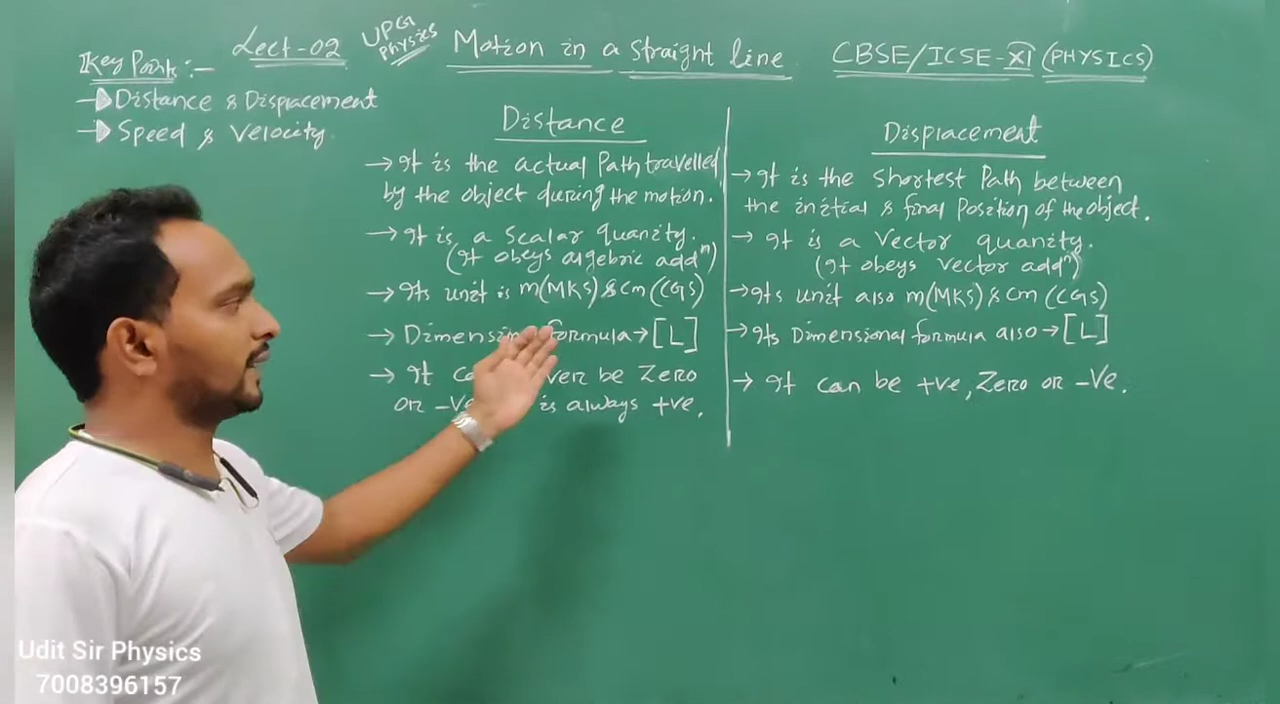 Lect-02
UPG
PHYSICS
Motion in a straight line
CBSE/ICSE-XI (PHYSICS)
Key Points:-
→ Distance & Displacement
→ Speed & Velocity.
Distance
→ It is the actual Path travelled
by the object during the motion.
→ It is a Scalar quantity.
(It obeys algebric addⁿ)
→ Its unit is m(MKS) & Cm (CGS)
→ Dimensi formula → [L]
→ It be Zero
or -ve is always +ve.
Displacement
→ It is the shortest Path between
the initial & final Position of the object.
→ It is a Vector quantity.
(It obeys vector addⁿ)
→ Its unit also m(MKS) & Cm (CGS)
→ Its Dimensional formula also → [L]
→ It can be +ve, Zero or -ve.
Udit Sir Physics
7008396157